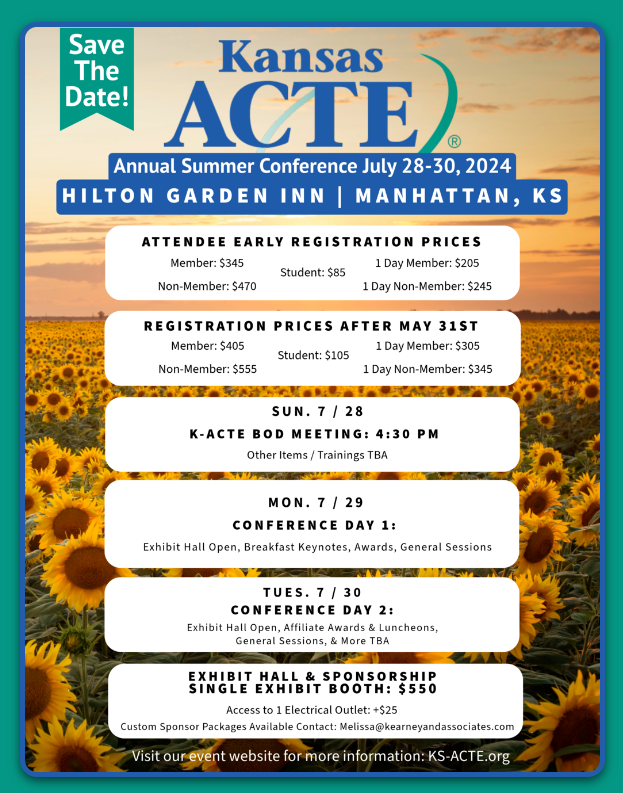 Save
The
Date!
Kansas
ACTE
®
Annual Summer Conference July 28-30, 2024
HILTON GARDEN INN | MANHATTAN, KS
ATTENDEE EARLY REGISTRATION PRICES
Member: $345
Non-Member: $470
Student: $85
1 Day Member: $205
1 Day Non-Member: $245
REGISTRATION PRICES AFTER MAY 31ST
Member: $405
Non-Member: $555
Student: $105
1 Day Member: $305
1 Day Non-Member: $345
SUN. 7 / 28
K-ACTE BOD MEETING: 4:30 PM
Other Items / Trainings TBA
MON. 7 / 29
CONFERENCE DAY 1:
Exhibit Hall Open, Breakfast Keynotes, Awards, General Sessions
TUES. 7 / 30
CONFERENCE DAY 2:
Exhibit Hall Open, Affiliate Awards & Luncheons,
General Sessions, & More TBA
EXHIBIT HALL & SPONSORSHIP
SINGLE EXHIBIT BOOTH: $550
Access to 1 Electrical Outlet: +$25
Custom Sponsor Packages Available Contact: Melissa@kearneyandassociates.com
Visit our event website for more information: KS-ACTE.org